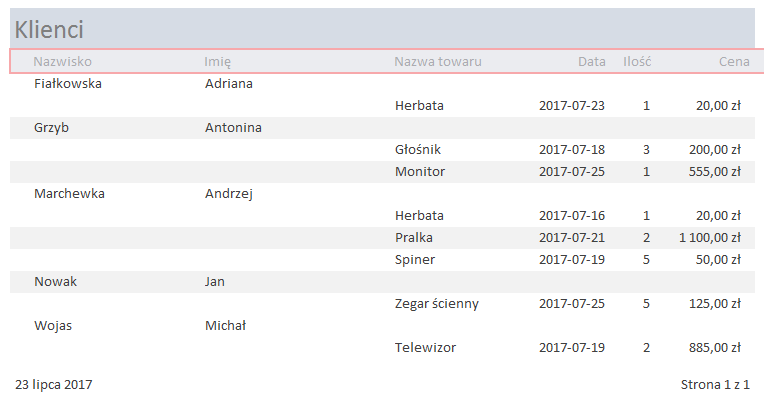 Klienci
Nazwisko Imię Nazwa towaru Data Ilość Cena
Fiałkowska Adriana
Herbata 2017-07-23 1 20,00 zł
Grzyb Antonina
Głośnik 2017-07-18 3 200,00 zł
Monitor 2017-07-25 1 555,00 zł
Marchewka Andrzej
Herbata 2017-07-16 1 20,00 zł
Pralka 2017-07-21 2 1 100,00 zł
Spiner 2017-07-19 5 50,00 zł
Nowak Jan
Zegar ścienny 2017-07-25 5 125,00 zł
Wojas Michał
Telewizor 2017-07-19 2 885,00 zł
23 lipca 2017 Strona 1 z 1